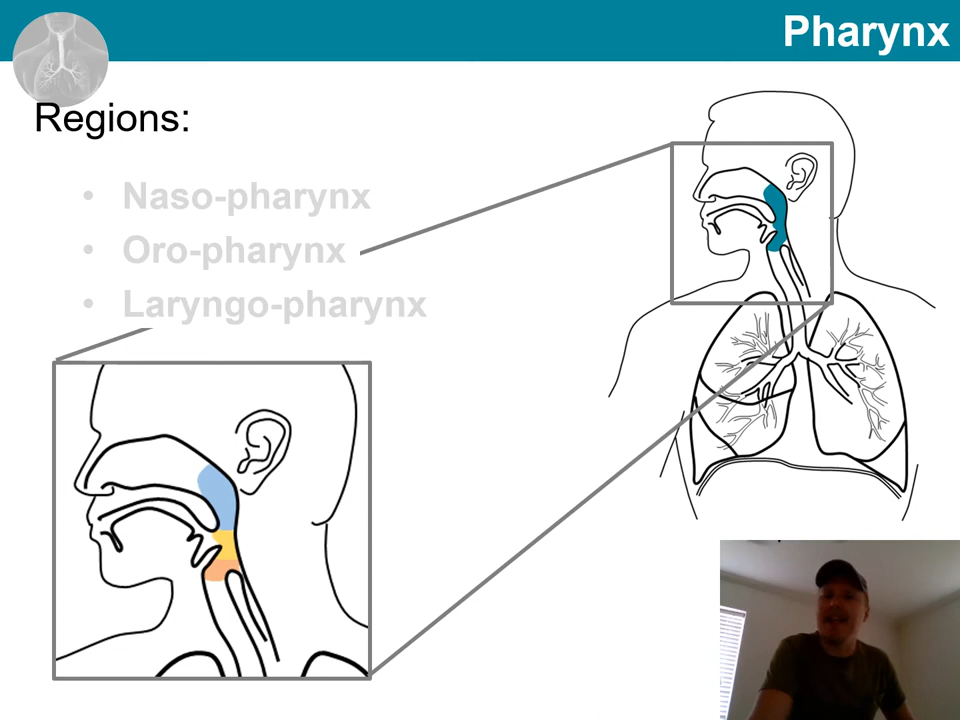 Pharynx
Regions:
• Naso-pharynx
• Oro-pharynx
• Laryngo-pharynx